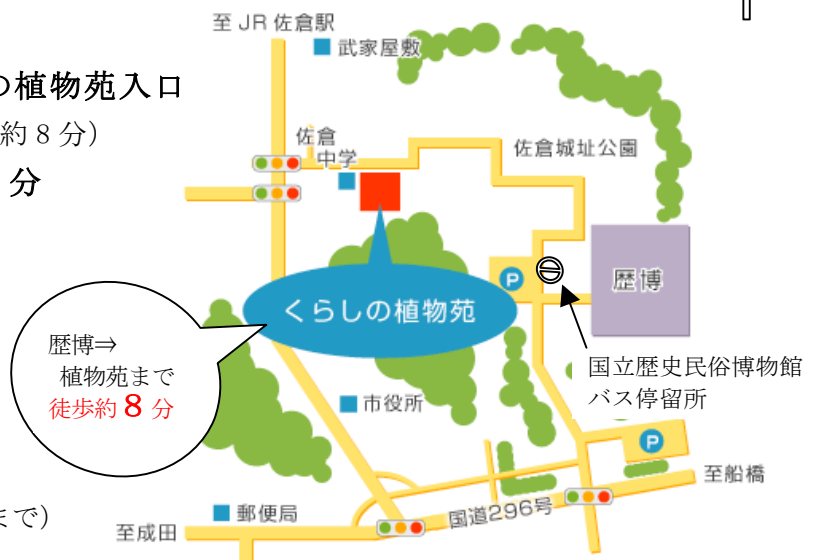 至 JR 佐倉駅
武家屋敷
の植物苑入口
約 8 分）
分
佐倉
中学
佐倉城址公園
P
歴博
くらしの植物苑
歴博⇒
植物苑まで
徒歩約 8 分
国立歴史民俗博物館
バス停留所
市役所
P
至船橋
郵便局
国道296号
まで）
至成田